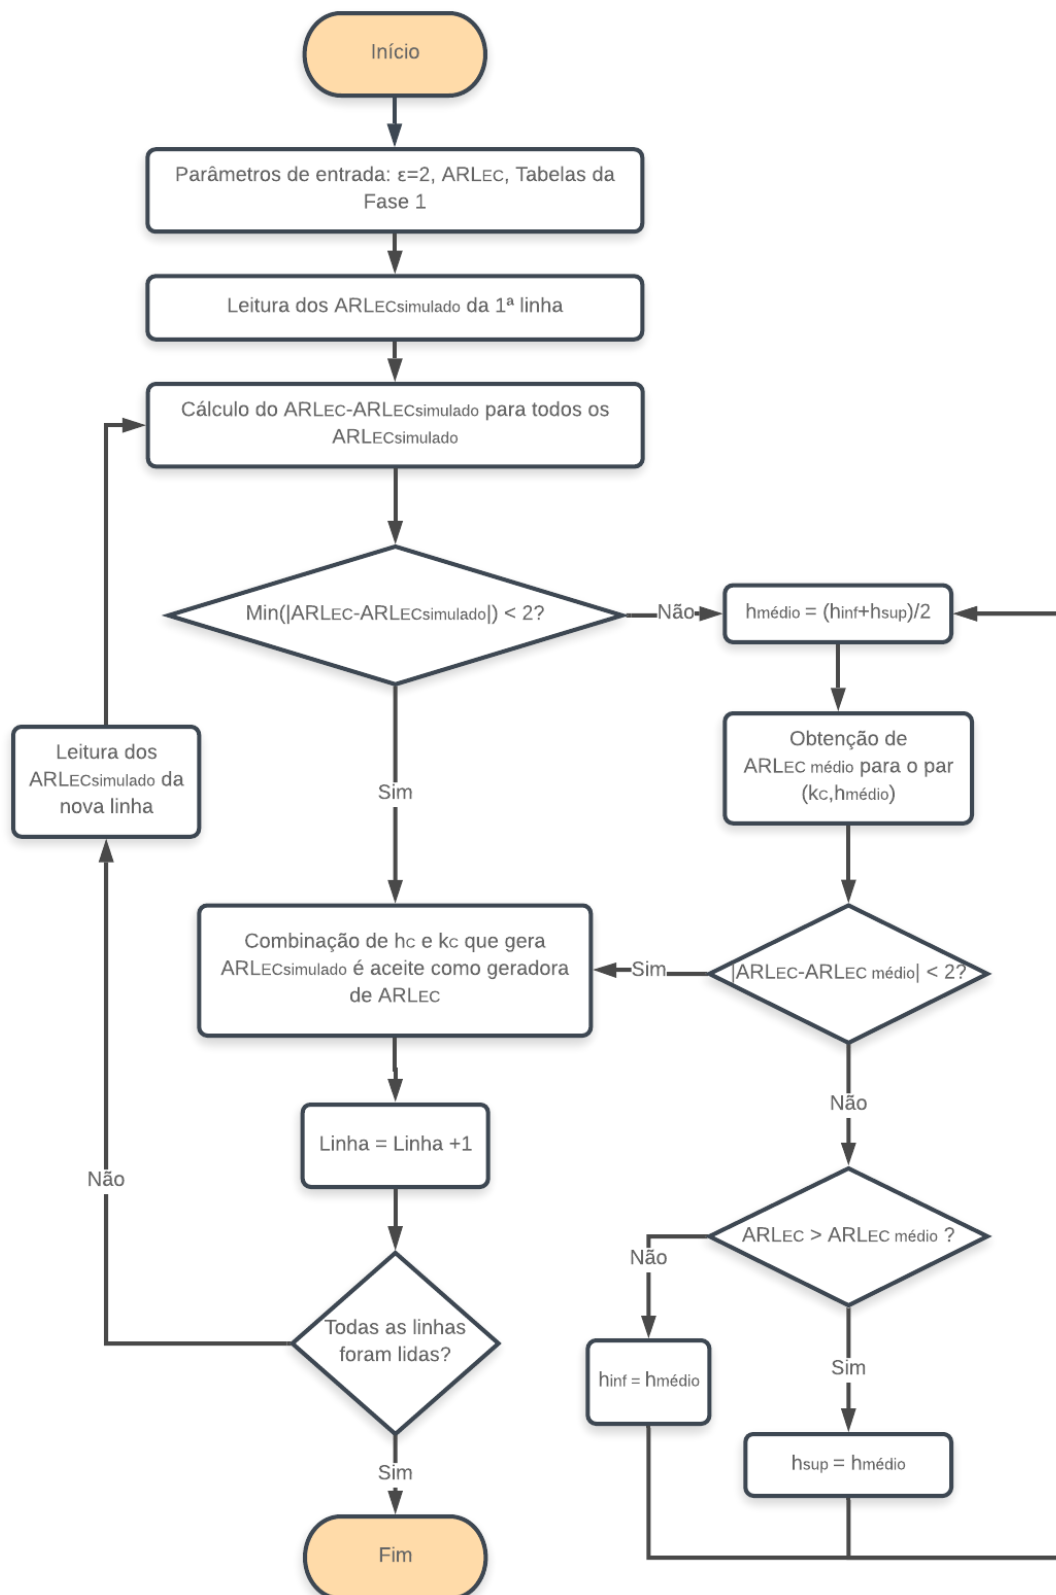 Início
Parâmetros de entrada: ε=2, ARLEC, Tabelas da
Fase 1
Leitura dos ARLECsimulado da 1ª linha
Cálculo do ARLEC-ARLECsimulado para todos os
ARLECsimulado
Min(|ARLEC-ARLECsimulado|) < 2?
Não
hmédio = (hinf+hsup)/2
Obtenção de
ARLEC médio para o par
(kC,hmédio)
Leitura dos
ARLECsimulado da
nova linha
Sim
Combinação de hC e kC que gera
ARLECsimulado é aceite como geradora
de ARLEC
Sim
|ARLEC-ARLEC médio| < 2?
Não
Linha = Linha +1
Não
ARLEC > ARLEC médio ?
Não
Todas as linhas
foram lidas?
hinf = hmédio
Sim
hsup = hmédio
Sim
Fim